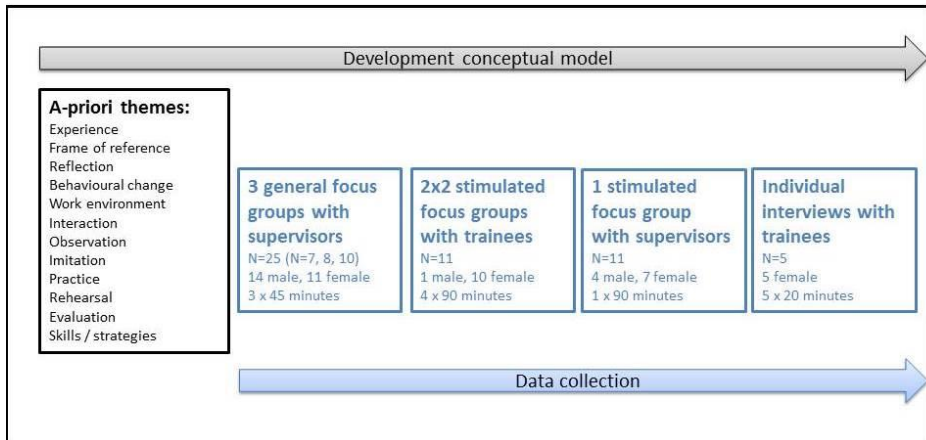 Development conceptual model
A-priori themes:
Experience
Frame of reference
Reflection
Behavioural change
Work environment
Interaction
Observation
Imitation
Practice
Rehearsal
Evaluation
Skills / strategies
3 general focus
groups with
supervisors
N=25 (N=7, 8, 10)
14 male, 11 female
3 x 45 minutes
2x2 stimulated
focus groups
with trainees
N=11
1 male, 10 female
4 x 90 minutes
1 stimulated
focus group
with supervisors
N=11
4 male, 7 female
1 x 90 minutes
Individual
interviews with
trainees
N=5
5 female
5 x 20 minutes
Data collection